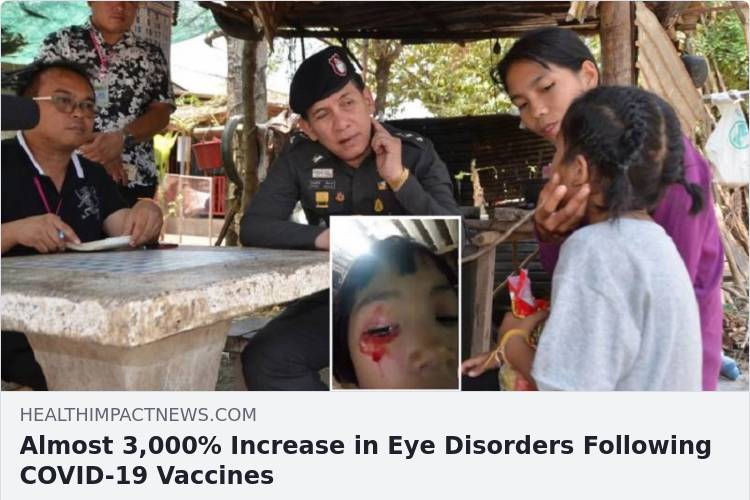 HEALTHIMPACTNEWS.COM
Almost 3,000% Increase in Eye Disorders Following
COVID-19 Vaccines